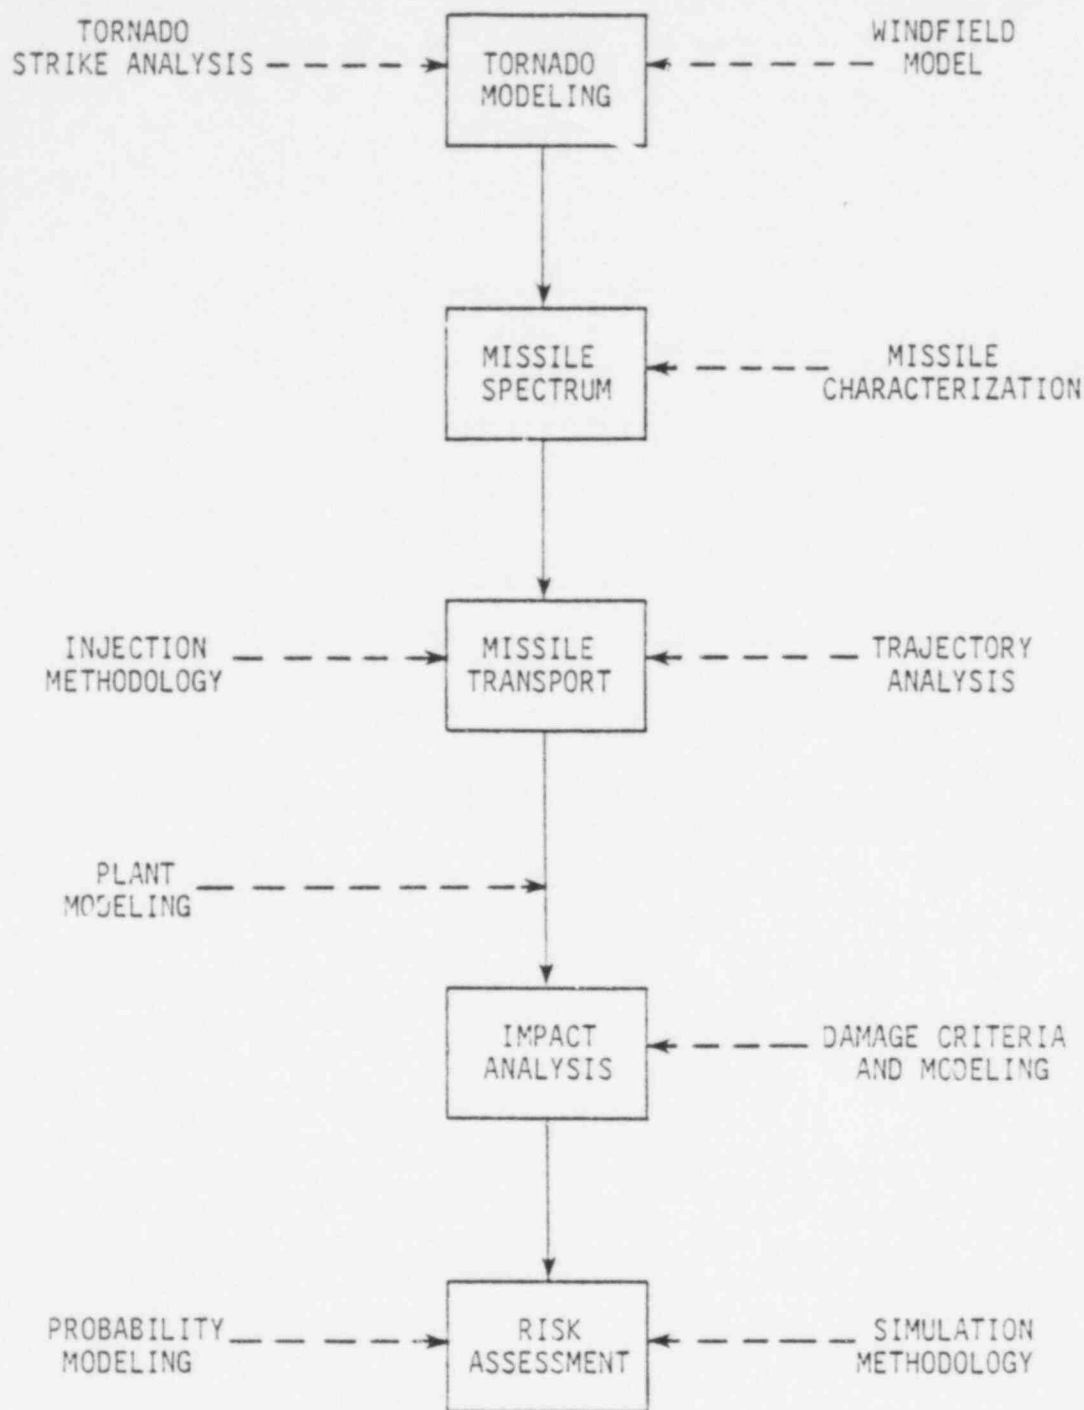 TORNADO
STRIKE ANALYSIS
TORNADO
MODELING
WINDFIELD
MODEL
MISSILE
SPECTRUM
MISSILE
CHARACTERIZATION
INJECTION
METHODOLOGY
MISSILE
TRANSPORT
TRAJECTORY
ANALYSIS
PLANT
MODELING
IMPACT
ANALYSIS
DAMAGE CRITERIA
AND MODELING
PROBABILITY
MODELING
RISK
ASSESSMENT
SIMULATION
METHODOLOGY